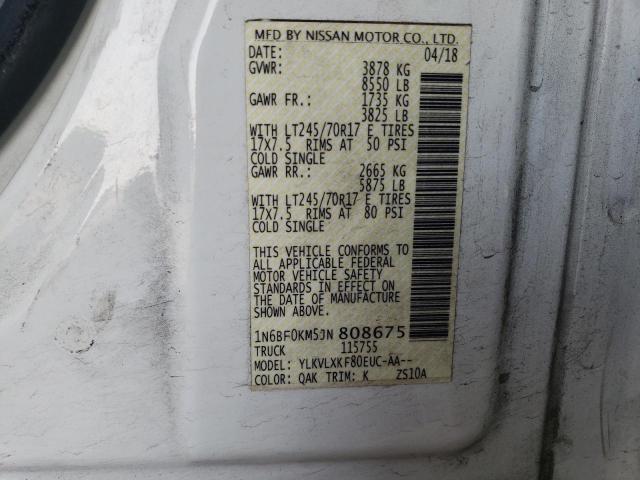 MFD BY NISSAN MOTOR CO., LTD.
DATE: 04/18
GVWR: 3878 KG
8550 LB
GAWR FR.: 1735 KG
3825 LB
WITH LT245/70R17 E TIRES
17X7.5 RIMS AT 50 PSI
COLD SINGLE
GAWR RR.: 2665 KG
5875 LB
WITH LT245/70R17 E TIRES
17X7.5 RIMS AT 80 PSI
COLD SINGLE
THIS VEHICLE CONFORMS TO
ALL APPLICABLE FEDERAL
MOTOR VEHICLE SAFETY
STANDARDS IN EFFECT ON
THE DATE OF MANUFACTURE
SHOWN ABOVE.
1N6BF0KM5JN 808675
TRUCK 115755
MODEL: YLKVLXKF80EUC-AA--
COLOR: QAK TRIM: K ZS10A